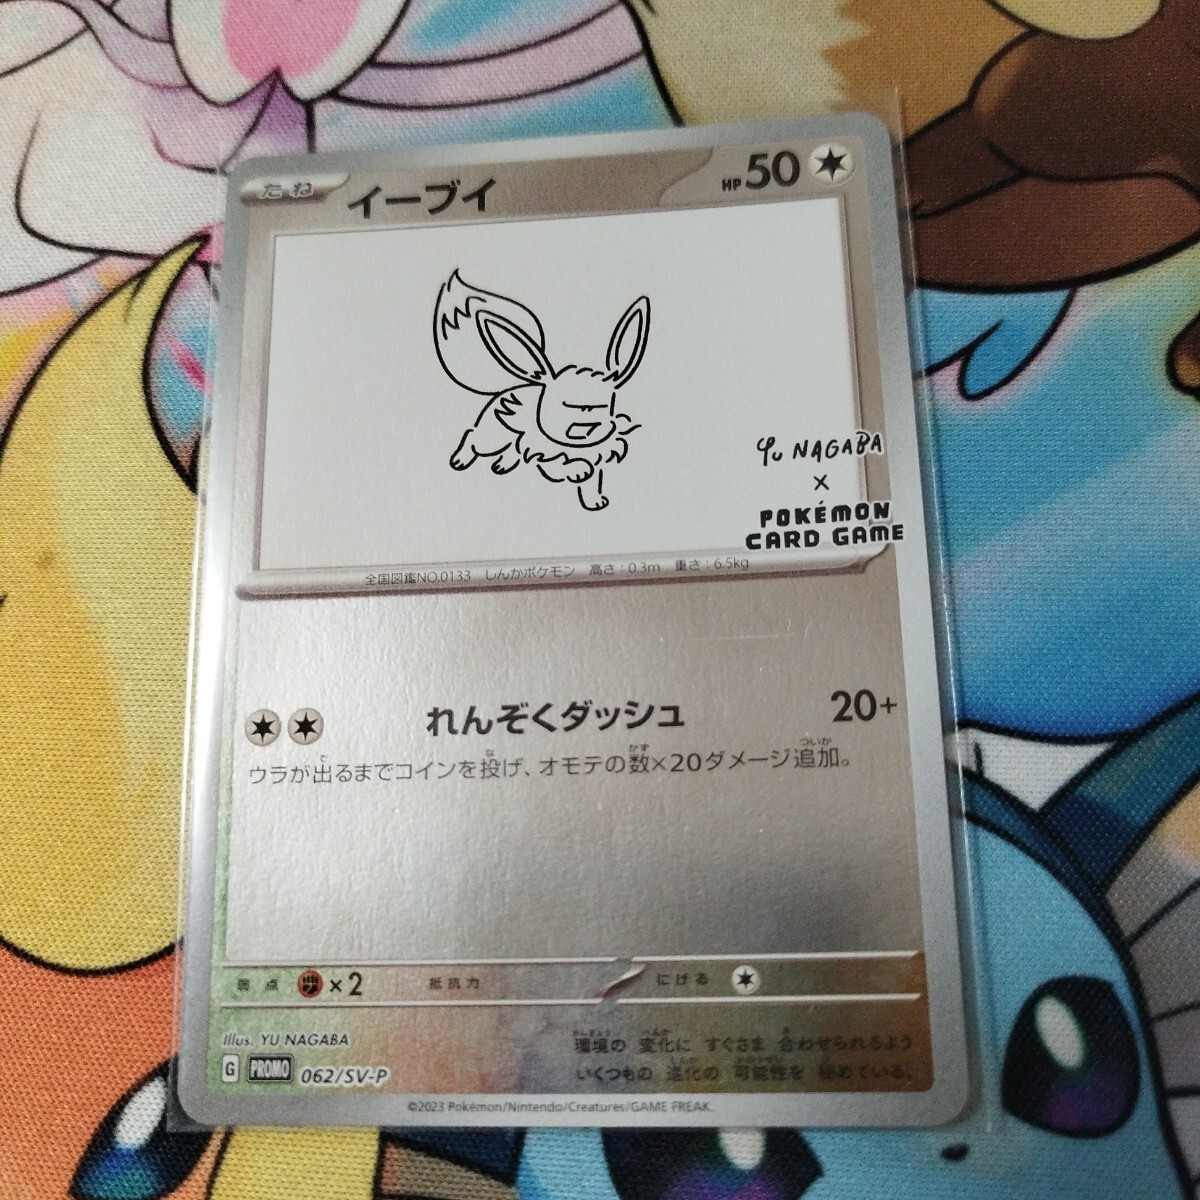 たね イーブイ HP 50
Yu NAGABA
×
POKÉMON
CARD GAME
全国図鑑NO.0133 しんかポケモン 高さ：0.3m 重さ：6.5kg
れんぞくダッシュ 20+
ウラが出るまでコインを投げ、オモテの数×20ダメージ追加。
弱点 ×2 抵抗力 にげる
Illus. YU NAGABA
環境の 変化に すぐさま 合わせられるよう
いくつもの 進化の 可能性を 秘めている。
G PROMO 062/SV-P
©2023 Pokémon/Nintendo/Creatures/GAME FREAK.